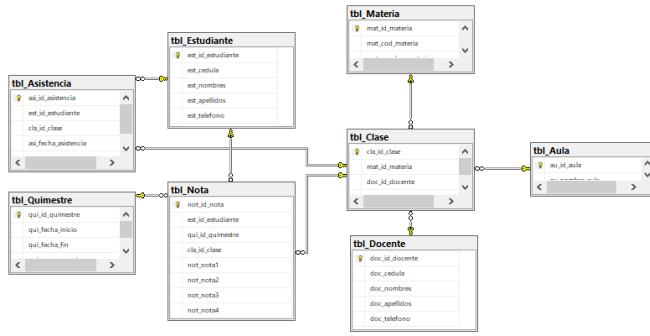 tbl_Materia
mat_id_materia
mat_cod_materia
tbl_Estudiante
est_id_estudiante
est_cedula
est_nombres
est_apellidos
est_telefono
tbl_Asistencia
asi_id_asistencia
est_id_estudiante
cla_id_clase
asi_fecha_asistencia
tbl_Clase
cla_id_clase
mat_id_materia
doc_id_docente
tbl_Aula
au_id_aula
tbl_Quimestre
qui_id_quimestre
qui_fecha_inicio
qui_fecha_fin
tbl_Nota
not_id_nota
est_id_estudiante
qui_id_quimestre
cla_id_clase
not_nota1
not_nota2
not_nota3
not_nota4
tbl_Docente
doc_id_docente
doc_cedula
doc_nombres
doc_apellidos
doc_telefono